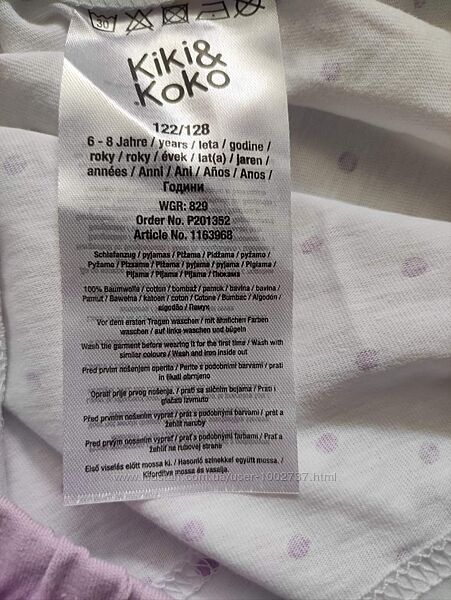 30
Kiki&
Koko
122/128
6 - 8 Jahre / years / leta / godine /
roky / roky / évek / lat(a) / jaren /
années / Anni / Ani / Años / Anos /
Години
WGR: 829
Order No. P201352
Article No. 1163968
Schlafanzug / pyjamas / Pižama / Pidžama / pyžamo /
Pyžamo / Pizsama / Piżama / pyjama / pyjama / Pigiama /
Pijama / Pijama / Pijama / Пижама
100% Baumwolle / cotton / bombaž / pamuk / bavlna / bavlna /
Pamut / Bawełna / katoen / coton / Cotone / Bumbac / Algodón /
algodão / Памук
Vor dem ersten Tragen waschen / mit ähnlichen Farben
waschen / auf links waschen und bügeln
Wash the garment before wearing it for the first time / Wash with
similar colours / Wash and iron inside out
Pred prvim nošenjem operite / Perite s podobnimi barvami / prati
in likati obrnjeno
Oprati prije prvog nošenja. / prati sa sličnim bojama / Prati i
glačati izvrnuto
Před prvním nošením vyprat / prát s podobnými barvami / prát a
žehlit naruby
Pred prvým nosením vyprať / prať s podobnými farbami / Prať a
žehliť na rubovej strane
Első viselés előtt mossa ki. / Hasonló színekkel együtt mossa. /
Kifordítva mossa és vasalja.
www.kidstaff.com.ua/user-1002737.html